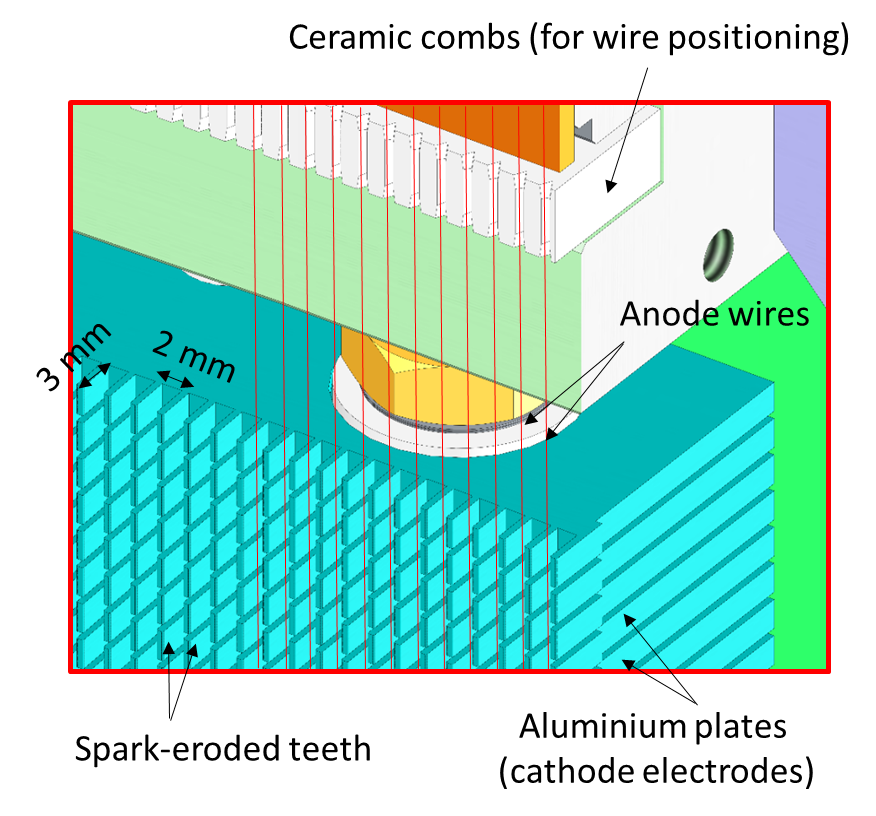 Ceramic combs (for wire positioning)
Anode wires
3 mm
2 mm
Spark-eroded teeth
Aluminium plates
(cathode electrodes)